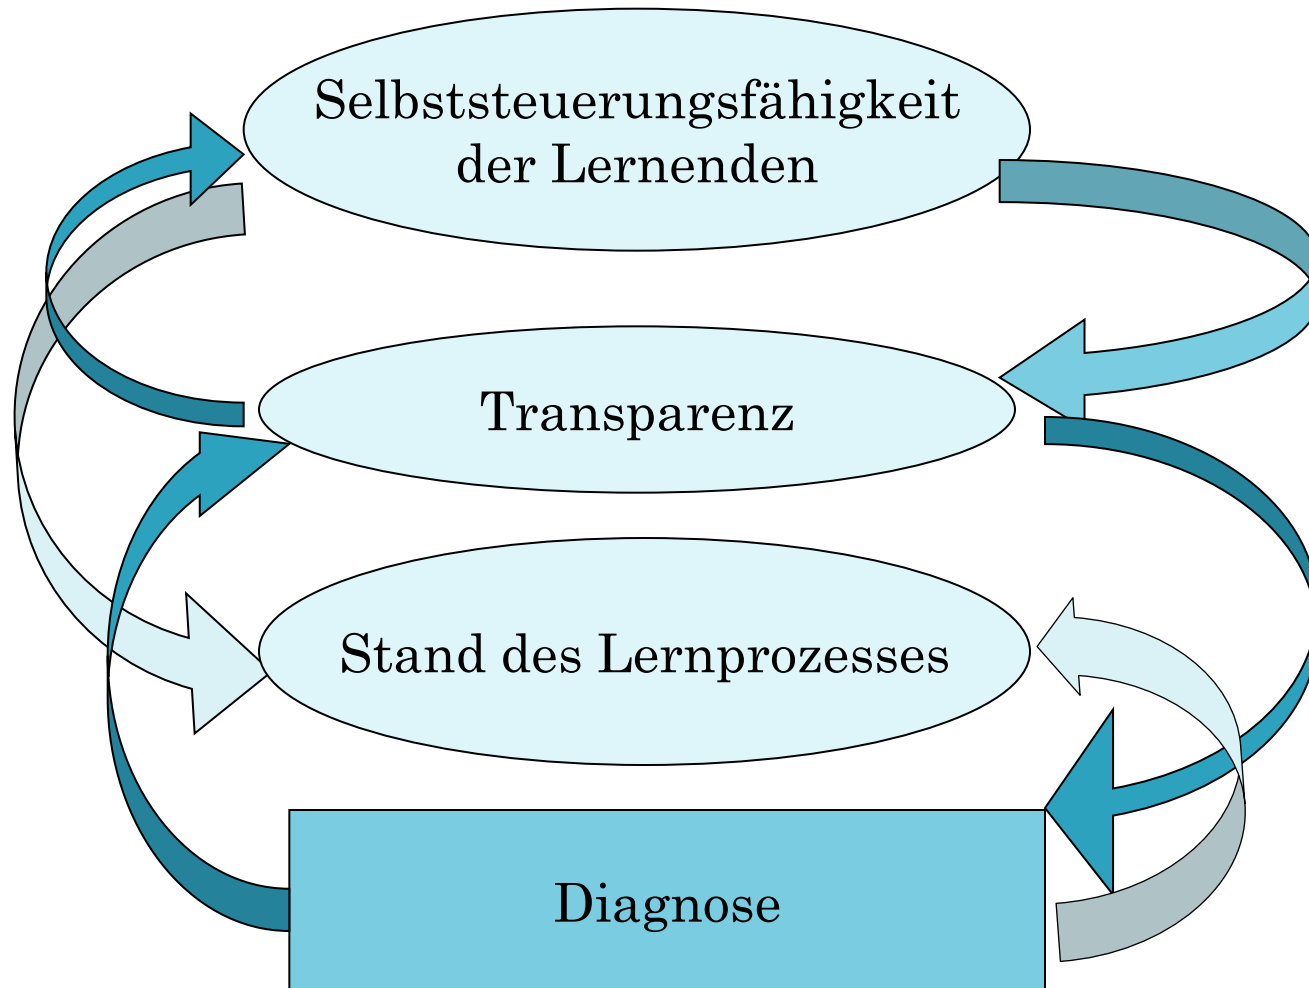 Selbststeuerungsfähigkeit
der Lernenden
Transparenz
Stand des Lernprozesses
Diagnose